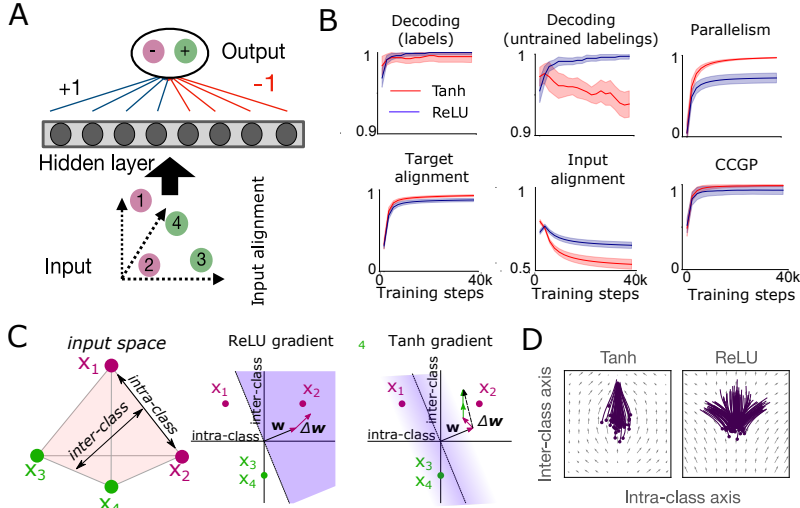 A
- +
Output
+1
-1
Hidden layer
1
4
2
3
Input
Input alignment
B
Decoding
(labels)
1
0.9
Tanh
ReLU
Decoding
(untrained labelings)
1
0.9
Parallelism
1
0
Target
alignment
1
0
40k
Training steps
Input
alignment
1
0.5
40k
Training steps
CCGP
1
0
40k
Training steps
C
input space
x1
x2
x3
x4
intra-class
inter-class
ReLU gradient
x1
x2
inter-class
intra-class
w
Δw
x3
x4
4
Tanh gradient
x1
x2
inter-class
intra-class
w
Δw
x3
x4
D
Tanh
ReLU
Inter-class axis
Intra-class axis